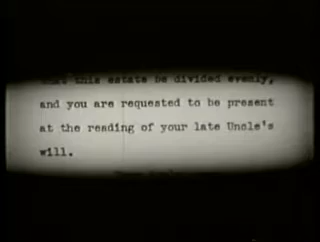 this estate be divided evenly,
and you are requested to be present
at the reading of your late Uncle's
will.